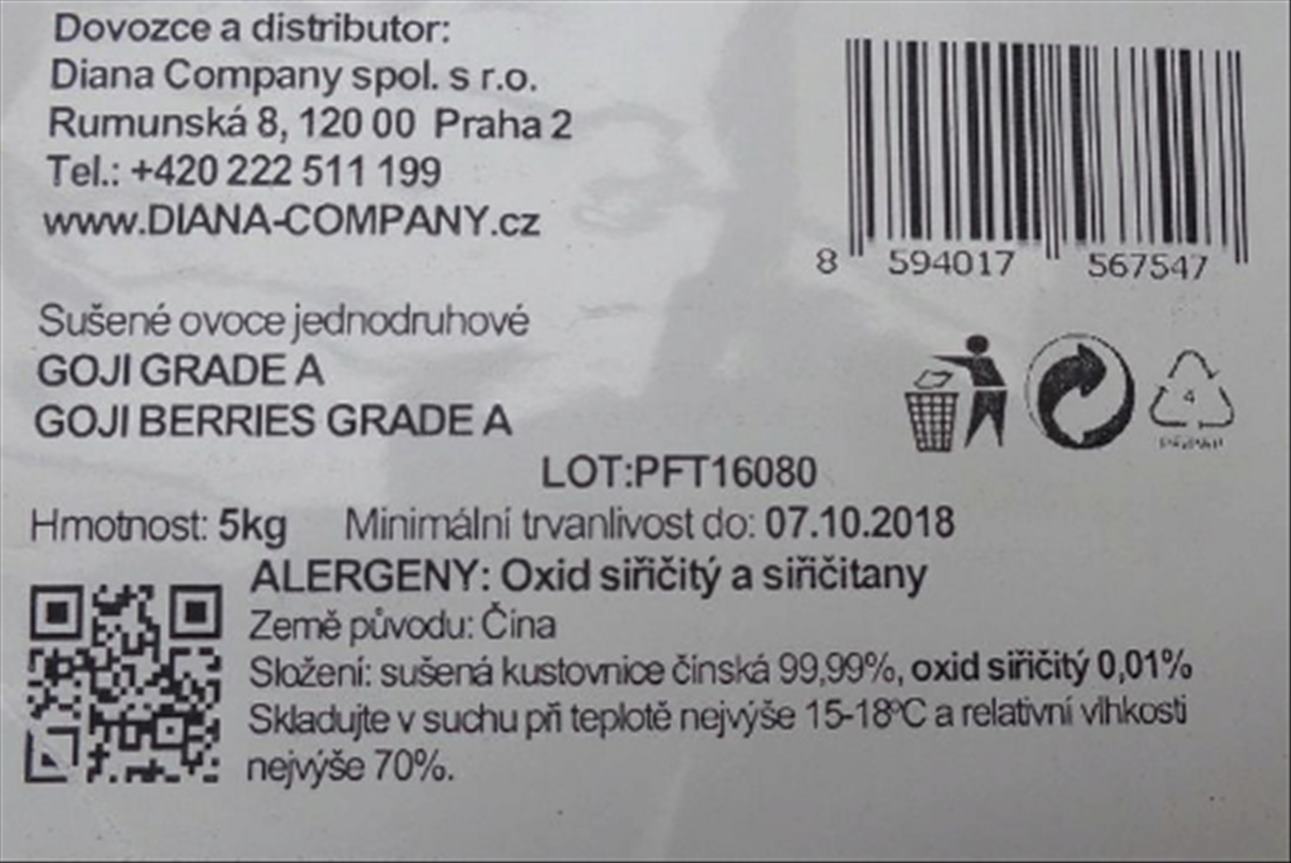 Dovozce a distributor:
Diana Company spol. s r.o.
Rumunská 8, 120 00 Praha 2
Tel.: +420 222 511 199
www.DIANA-COMPANY.cz
8 594017 567547
Sušené ovoce jednodruhové
GOJI GRADE A
GOJI BERRIES GRADE A
4
LOT:PFT16080
Hmotnost: 5kg Minimální trvanlivost do: 07.10.2018
ALERGENY: Oxid siřičitý a siřičitany
Země původu: Čína
Složení: sušená kustovnice čínská 99,99%, oxid siřičitý 0,01%
Skladujte v suchu při teplotě nejvýše 15-18ºC a relativní vlhkosti
nejvýše 70%.